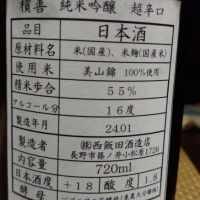 積善 純米吟醸 超辛口
品目 日本酒
原材料名 米(国産)、米麹(国産米)
使用米 美山錦 100%使用
精米歩合 55%
アルコール分 16度
製造年月 2401
製造者 ㈱西飯田酒造店
長野市篠ノ井小松原1726
内容量 720ml
日本酒度 +18 酸度 1.8
酵母